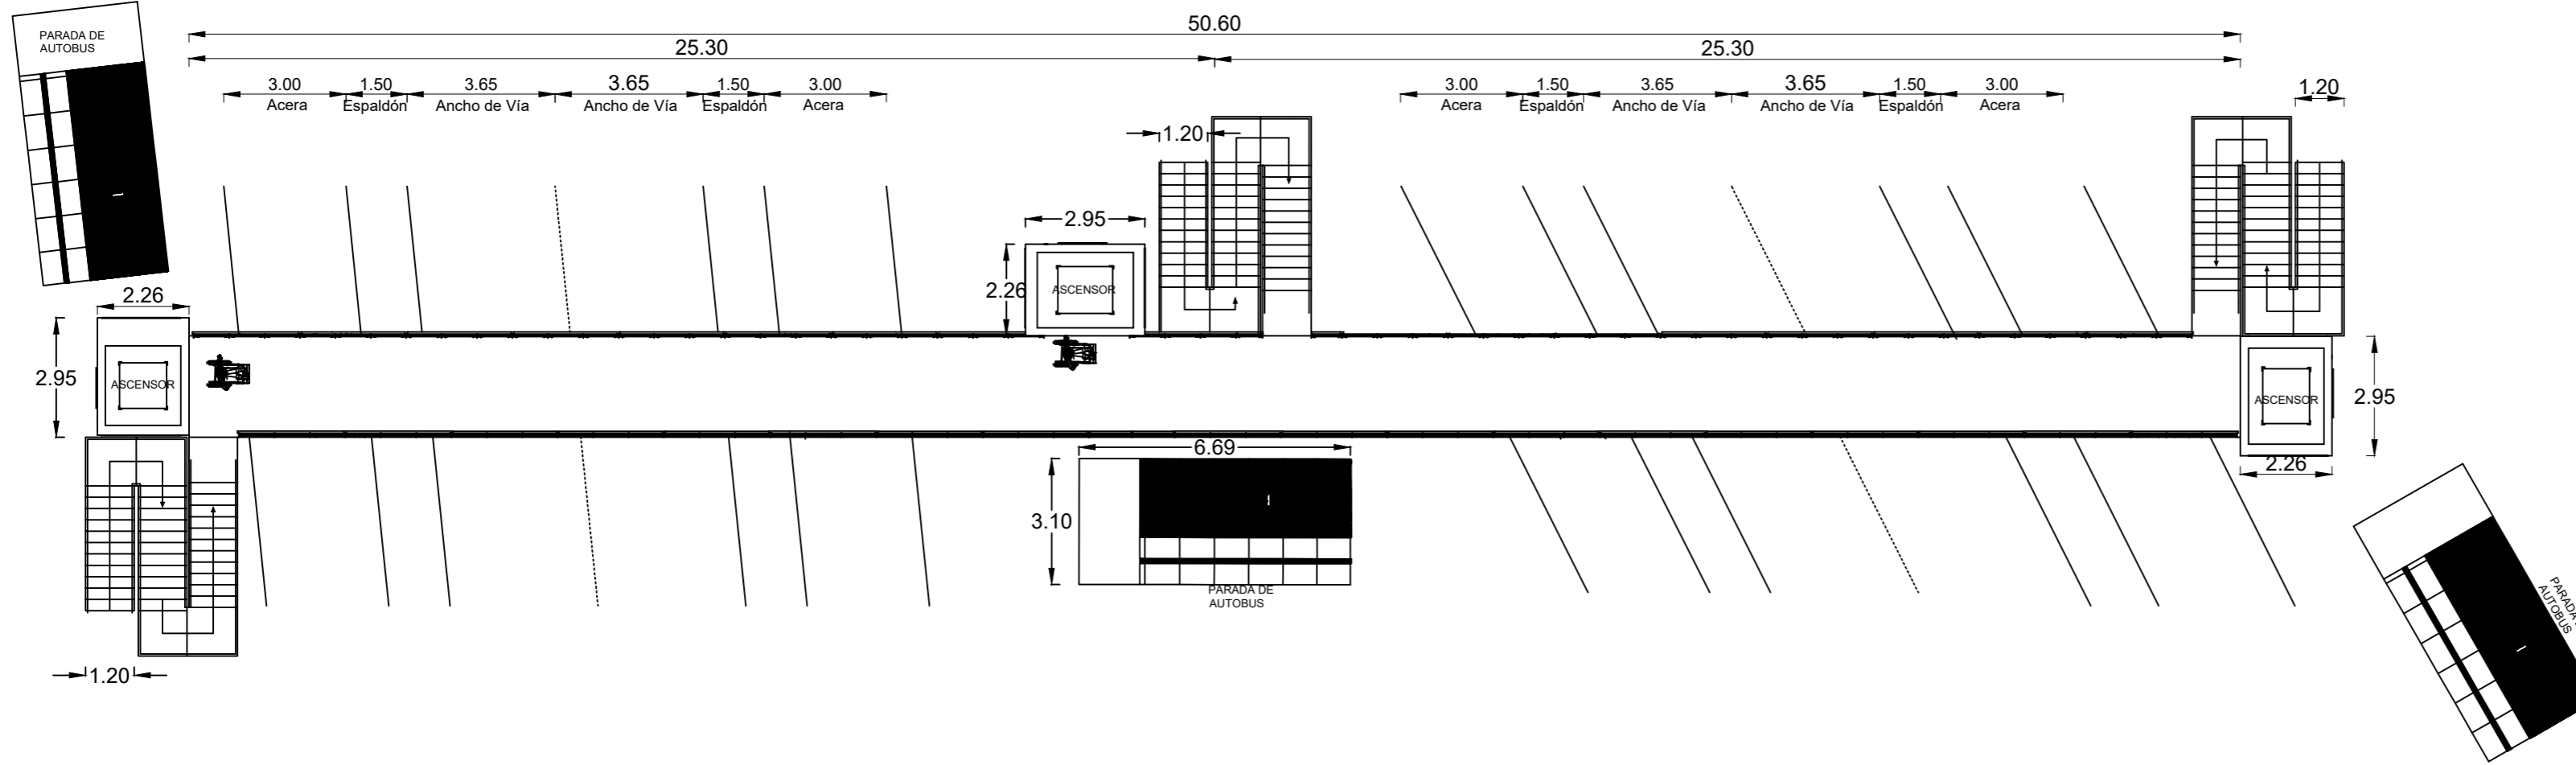 50.60
PARADA DE
AUTOBUS
25.30
25.30
3.00
1.50
3.65
3.65
1.50
3.00
Acera
Espaldón
Ancho de Vía
Ancho de Vía
Espaldón
Acera
3.00
1.50
3.65
3.65
1.50
3.00
Acera
Espaldón
Ancho de Vía
Ancho de Vía
Espaldón
Acera
1.20
1.20
2.95
2.26
ASCENSOR
2.26
2.95
ASCENSOR
ASCENSOR
2.95
2.26
6.69
3.10
PARADA DE
AUTOBUS
PARADA
AUTOBUS
1.20